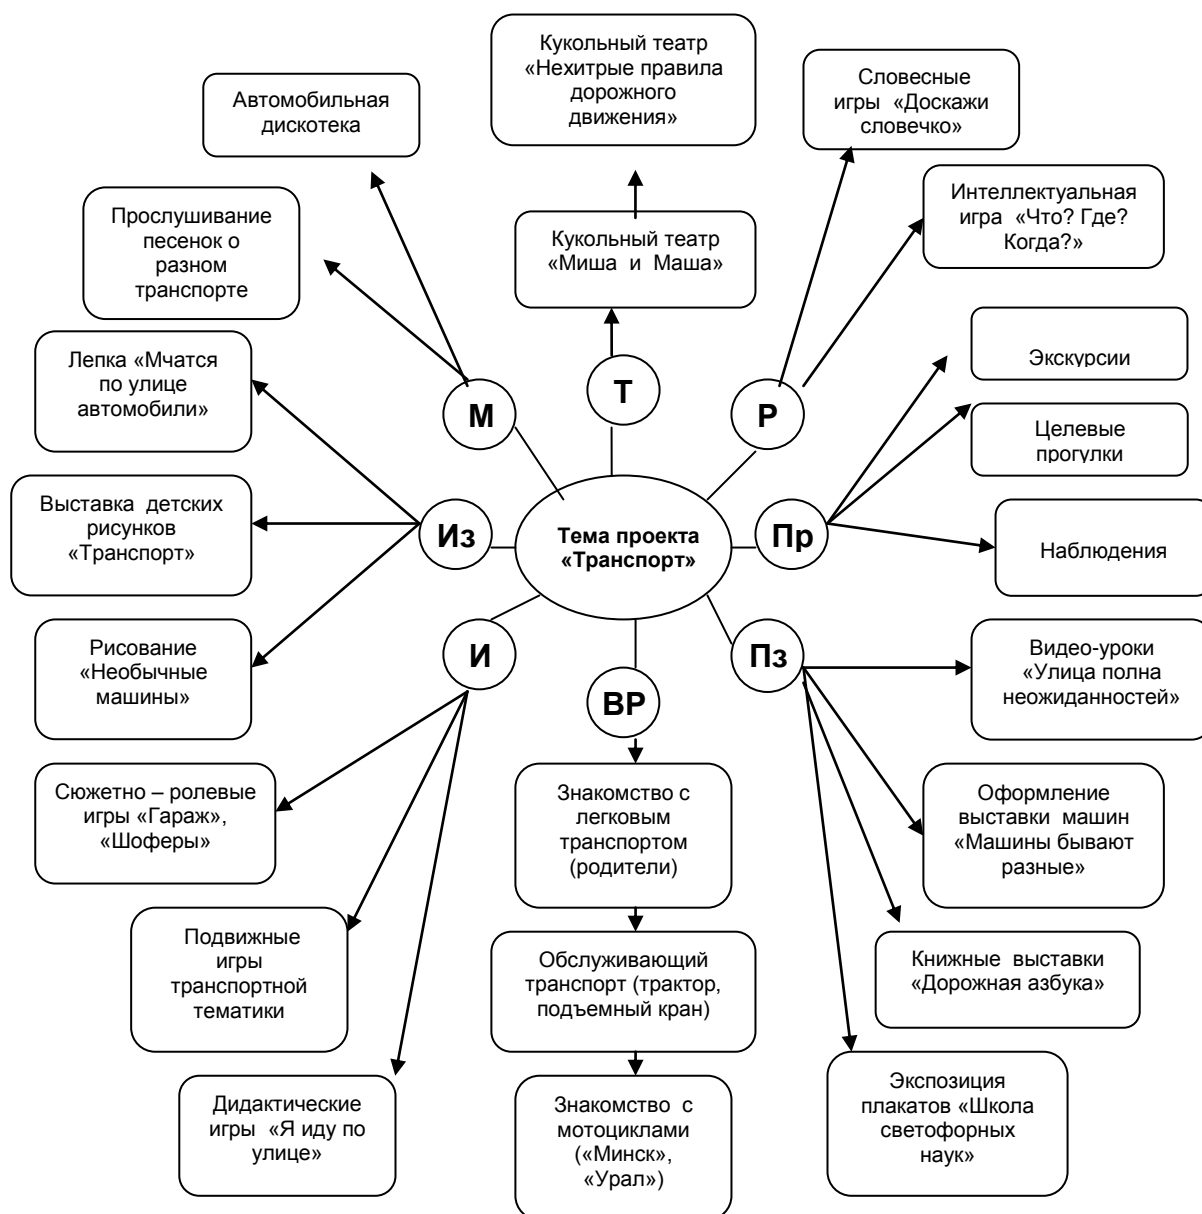 Кукольный театр
«Нехитрые правила
дорожного
движения»
Словесные
игры «Доскажи
словечко»
Автомобильная
дискотека
Интеллектуальная
игра «Что? Где?
Когда?»
Прослушивание
песенок о
разном
транспорте
Кукольный театр
«Миша и Маша»
Экскурсии
Лепка «Мчатся
по улице
автомобили»
Т
М
Р
Целевые
прогулки
Выставка детских
рисунков
«Транспорт»
Из
Тема проекта
«Транспорт»
Пр
Наблюдения
Рисование
«Необычные
машины»
И
ВР
Пз
Видео-уроки
«Улица полна
неожиданностей»
Сюжетно – ролевые
игры «Гараж»,
«Шоферы»
Знакомство с
легковым
транспортом
(родители)
Оформление
выставки машин
«Машины бывают
разные»
Подвижные
игры
транспортной
тематики
Обслуживающий
транспорт (трактор,
подъемный кран)
Книжные выставки
«Дорожная азбука»
Дидактические
игры «Я иду по
улице»
Знакомство с
мотоциклами
(«Минск»,
«Урал»)
Экспозиция
плакатов «Школа
светофорных
наук»